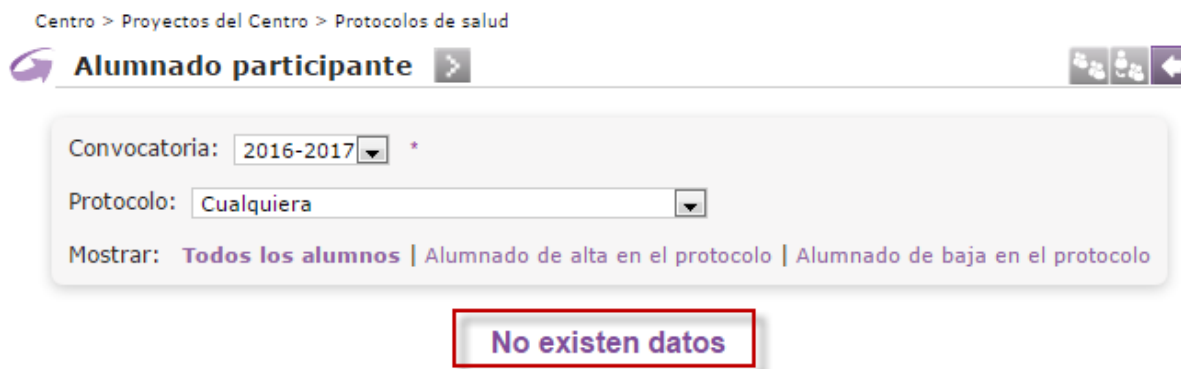 Centro > Proyectos del Centro > Protocolos de salud
Alumnado participante
Convocatoria: 2016-2017 *
Protocolo: Cualquiera
Mostrar: Todos los alumnos | Alumnado de alta en el protocolo | Alumnado de baja en el protocolo
No existen datos